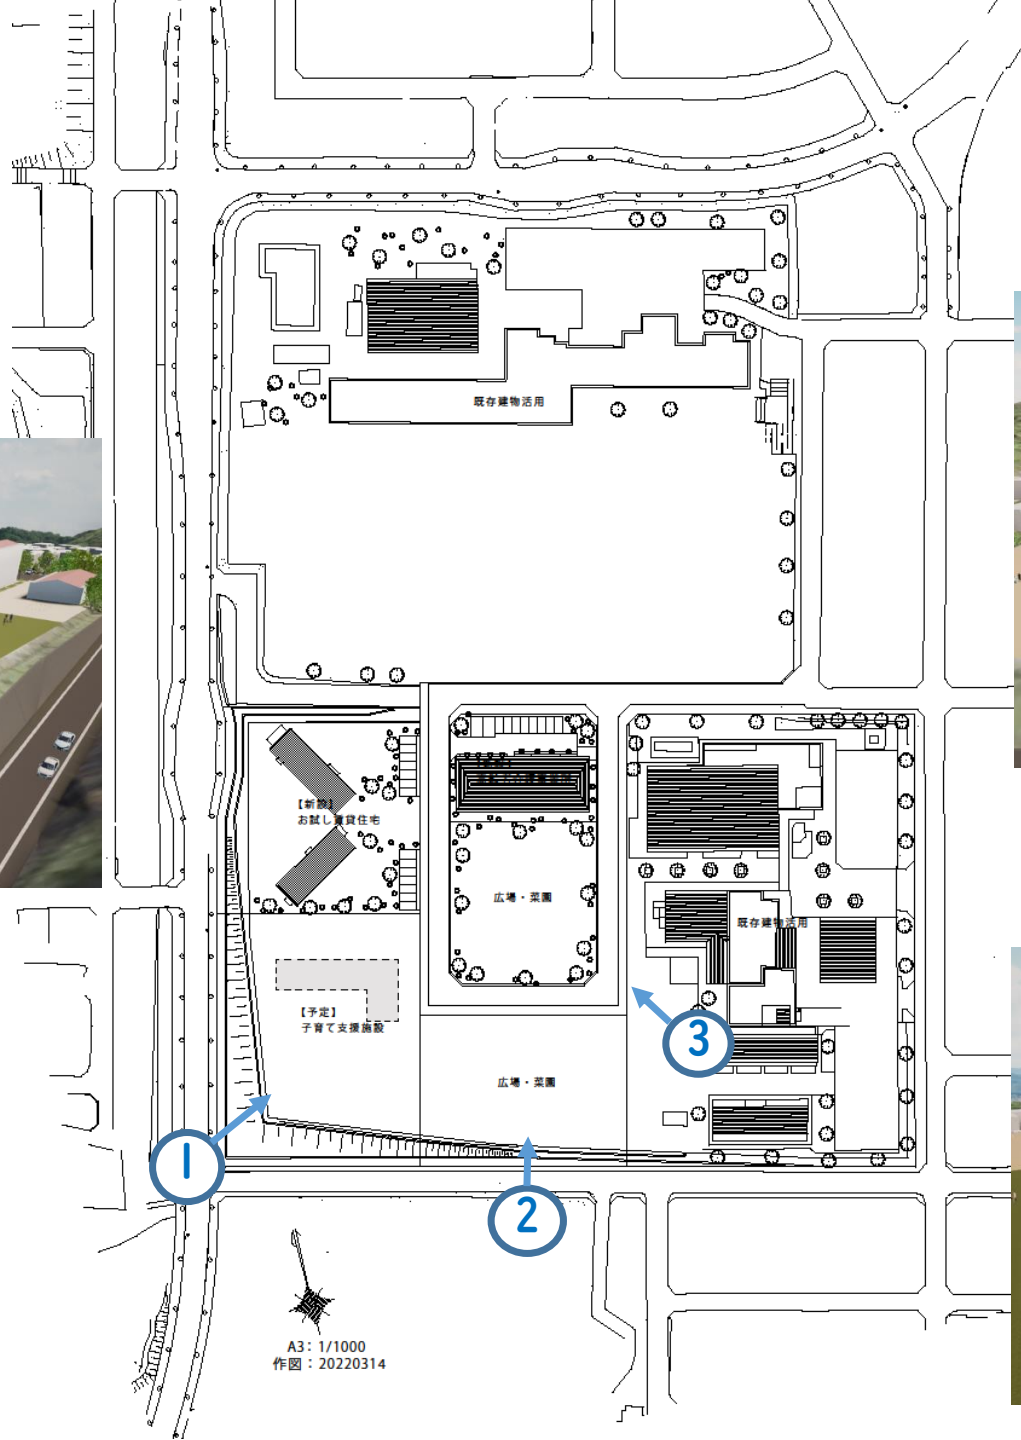 既存建物活用
【新設】
お試し賃貸住宅
広場・菜園
既存建物活用
【予定】
子育て支援施設
3
広場・菜園
1
2
A3：1/1000
作図：20220314